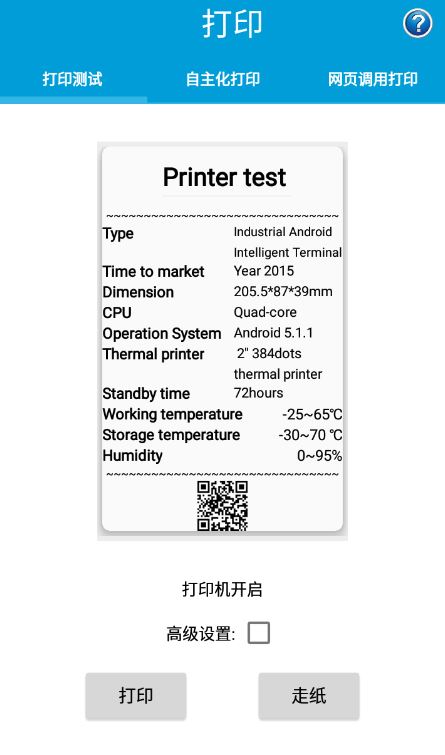 打印
?
打印测试 自主化打印 网页调用打印
Printer test
~~~~~~~~~~~~~~~~~~~~~~~~~~~~~~~
Type Industrial Android
Intelligent Terminal
Time to market Year 2015
Dimension 205.5*87*39mm
CPU Quad-core
Operation System Android 5.1.1
Thermal printer 2" 384dots
thermal printer
Standby time 72hours
Working temperature -25~65℃
Storage temperature -30~70 ℃
Humidity 0~95%
~~~~~~~~~~~~~~~~~~~~~~~~~~~~~~~
打印机开启
高级设置:
打印 走纸